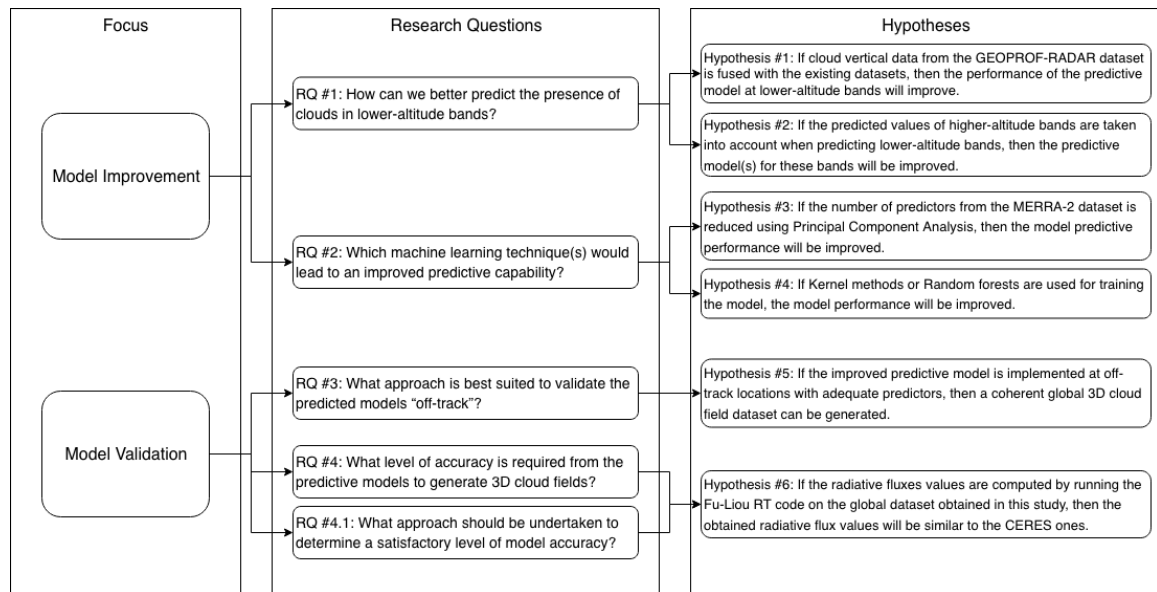 Focus
Research Questions
Hypotheses
Model Improvement
RQ #1: How can we better predict the presence of
clouds in lower-altitude bands?
Hypothesis #1: If cloud vertical data from the GEOPROF-RADAR dataset
is fused with the existing datasets, then the performance of the predictive
model at lower-altitude bands will improve.
Hypothesis #2: If the predicted values of higher-altitude bands are taken
into account when predicting lower-altitude bands, then the predictive
model(s) for these bands will be improved.
RQ #2: Which machine learning technique(s) would
lead to an improved predictive capability?
Hypothesis #3: If the number of predictors from the MERRA-2 dataset is
reduced using Principal Component Analysis, then the model predictive
performance will be improved.
Hypothesis #4: If Kernel methods or Random forests are used for training
the model, the model performance will be improved.
Model Validation
RQ #3: What approach is best suited to validate the
predicted models “off-track”?
Hypothesis #5: If the improved predictive model is implemented at off-
track locations with adequate predictors, then a coherent global 3D cloud
field dataset can be generated.
RQ #4: What level of accuracy is required from the
predictive models to generate 3D cloud fields?
RQ #4.1: What approach should be undertaken to
determine a satisfactory level of model accuracy?
Hypothesis #6: If the radiative fluxes values are computed by running the
Fu-Liou RT code on the global dataset obtained in this study, then the
obtained radiative flux values will be similar to the CERES ones.